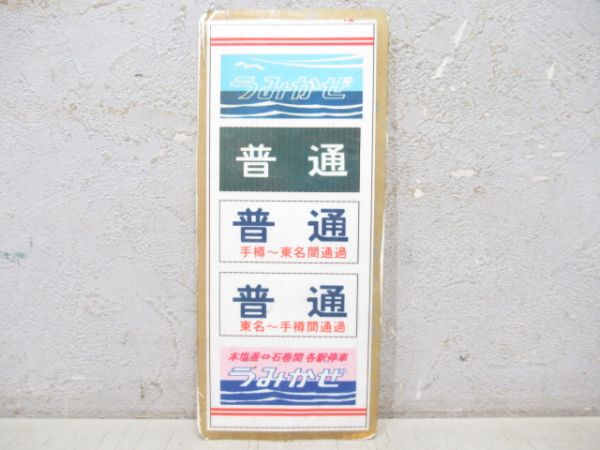 うみかぜ
普通
普通
手樽～東名間通過
普通
東名～手樽間通過
本塩釜⇔石巻間 各駅停車
うみかぜ